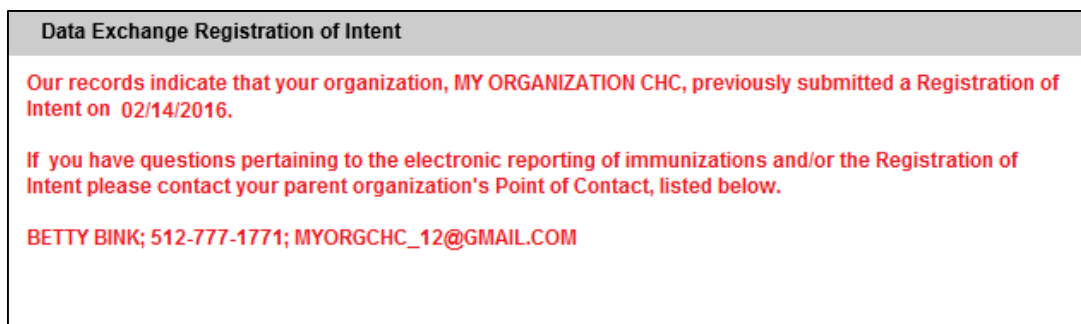 Data Exchange Registration of Intent
Our records indicate that your organization, MY ORGANIZATION CHC, previously submitted a Registration of
Intent on 02/14/2016.
If you have questions pertaining to the electronic reporting of immunizations and/or the Registration of
Intent please contact your parent organization's Point of Contact, listed below.
BETTY BINK; 512-777-1771; MYORGCHC_12@GMAIL.COM